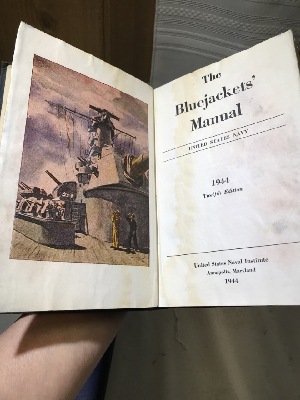 The
Bluejackets'
Manual
UNITED STATES NAVY
1944
Twelfth Edition
United States Naval Institute
Annapolis, Maryland
1944